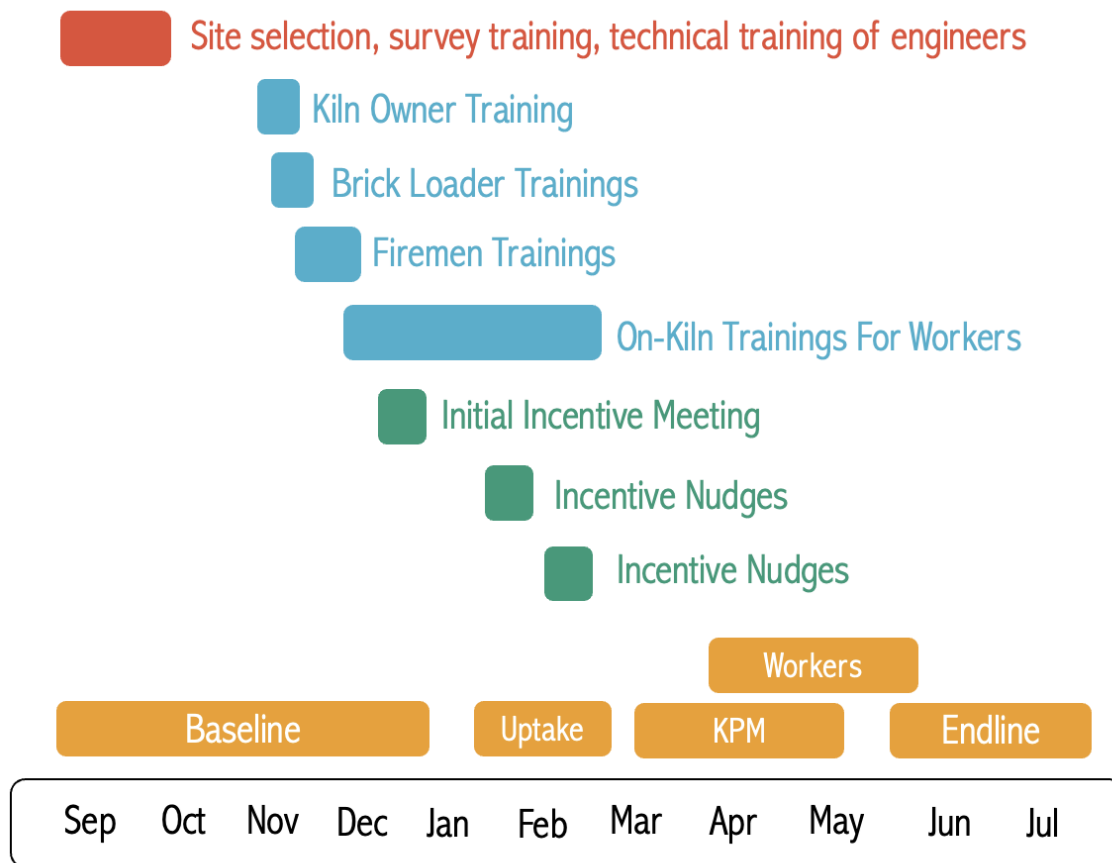 Site selection, survey training, technical training of engineers
Kiln Owner Training
Brick Loader Trainings
Firemen Trainings
On-Kiln Trainings For Workers
Initial Incentive Meeting
Incentive Nudges
Incentive Nudges
Workers
Baseline Uptake KPM Endline
Sep Oct Nov Dec Jan Feb Mar Apr May Jun Jul